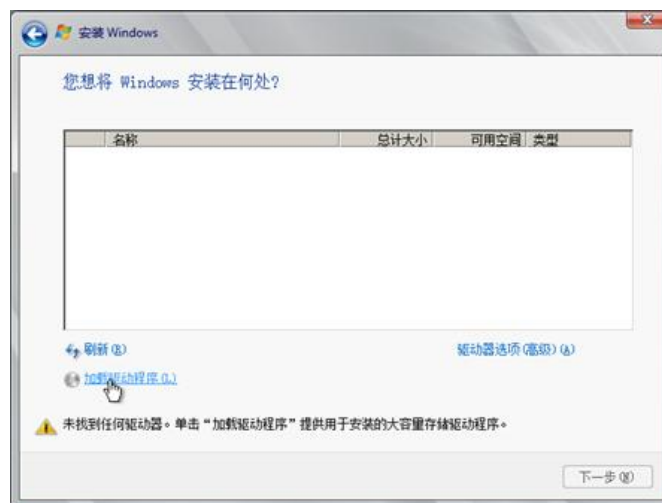 安装 Windows
您想将 Windows 安装在何处?
名称 总计大小 可用空间 类型
刷新(R) 驱动器选项(高级)(A)
加载驱动程序(L)
未找到任何驱动器。单击“加载驱动程序”提供用于安装的大容量存储驱动程序。
下一步(N)